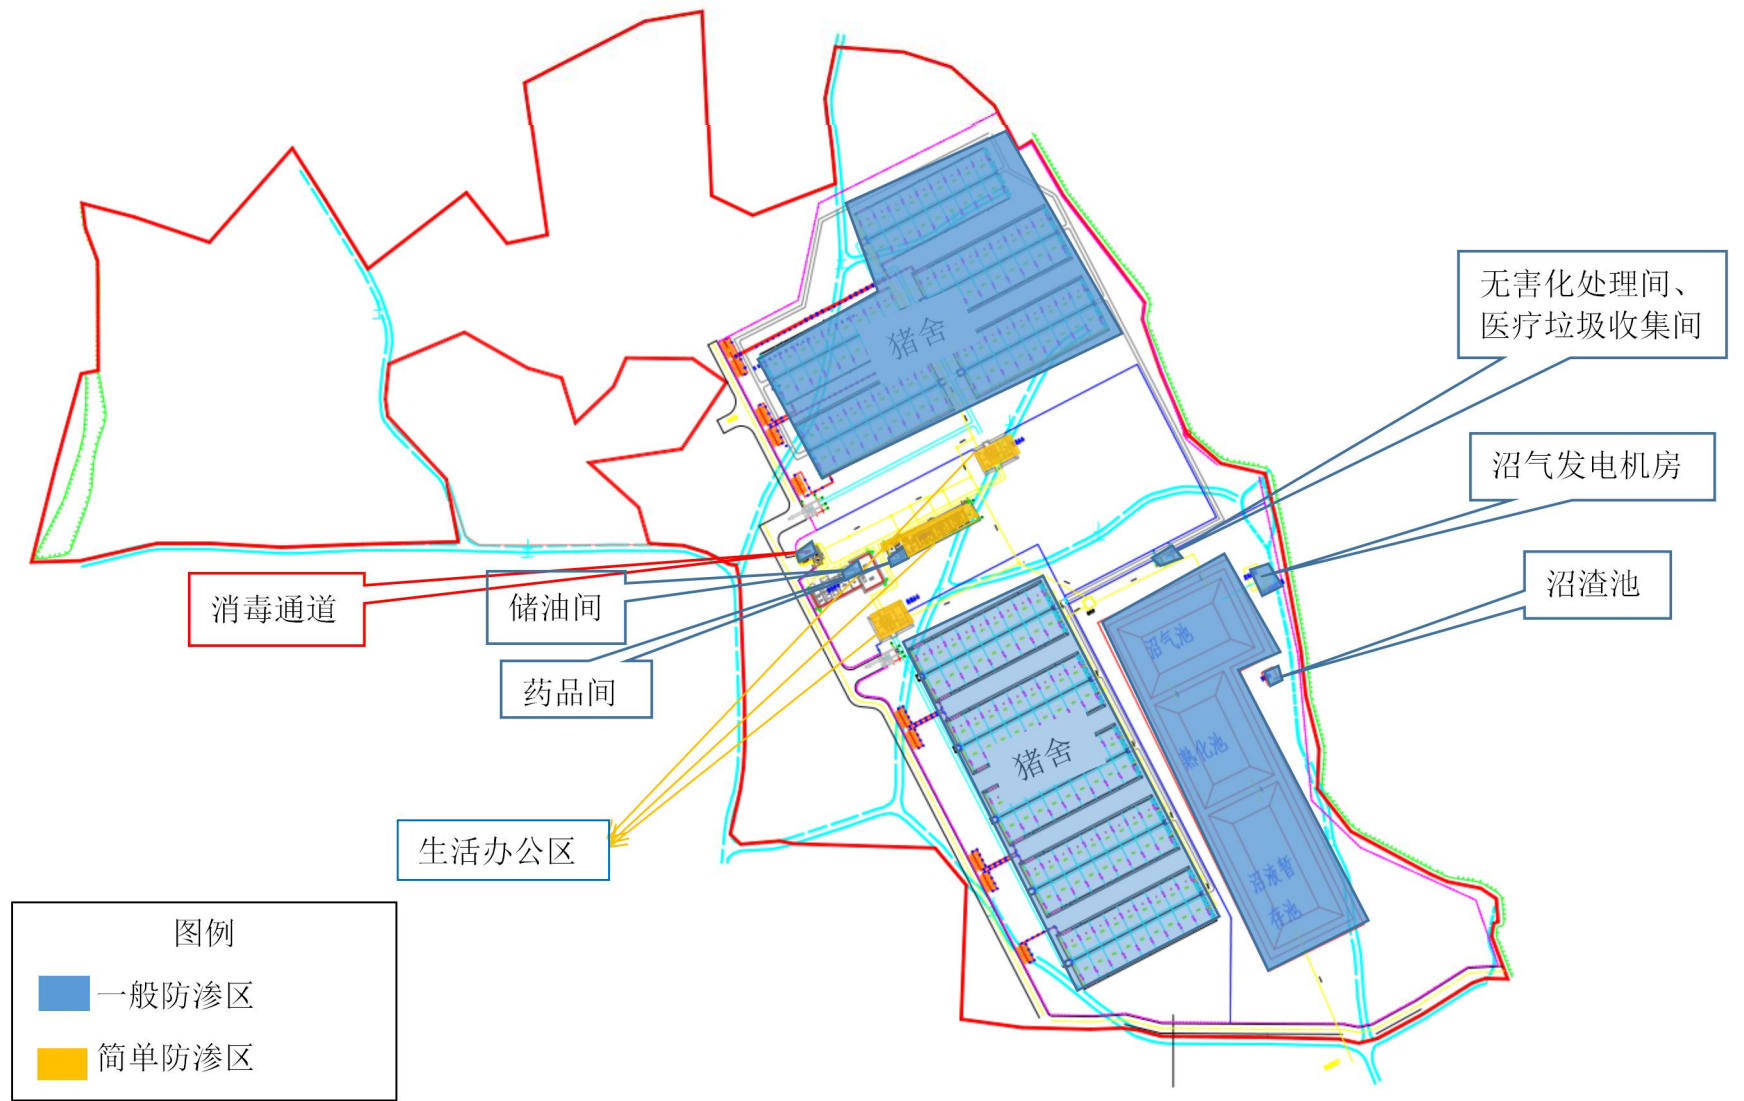 猪舍
无害化处理间、
医疗垃圾收集间
沼气发电机房
沼渣池
消毒通道
储油间
药品间
沼气池
熟化池
猪舍
生活办公区
沼液暂
存池
图例
一般防渗区
简单防渗区